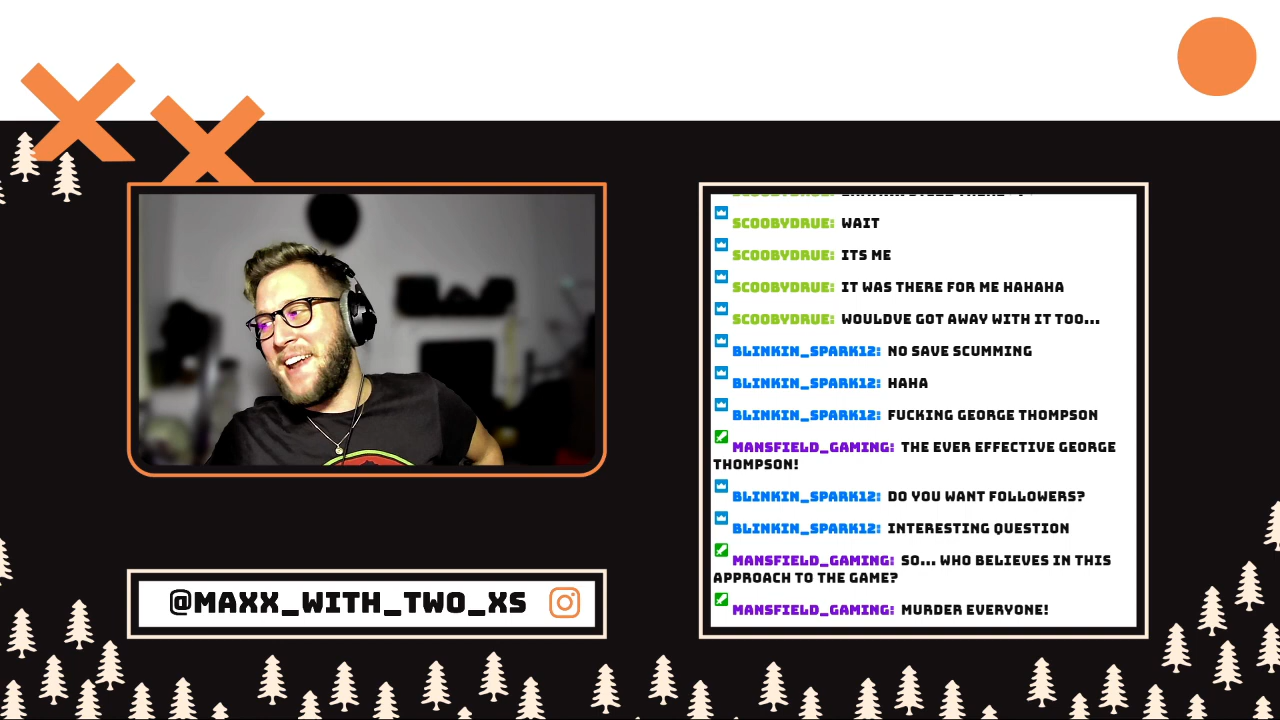 SCOOBYDRUE: WAIT
SCOOBYDRUE: ITS ME
SCOOBYDRUE: IT WAS THERE FOR ME HAHAHA
SCOOBYDRUE: WOULDVE GOT AWAY WITH IT TOO...
BLINKIN_SPARK12: NO SAVE SCUMMING
BLINKIN_SPARK12: HAHA
BLINKIN_SPARK12: FUCKING GEORGE THOMPSON
MANSFIELD_GAMING: THE EVER EFFECTIVE GEORGE
THOMPSON!
BLINKIN_SPARK12: DO YOU WANT FOLLOWERS?
BLINKIN_SPARK12: INTERESTING QUESTION
MANSFIELD_GAMING: SO... WHO BELIEVES IN THIS
APPROACH TO THE GAME?
MANSFIELD_GAMING: MURDER EVERYONE!
@MAXX_WITH_TWO_XS